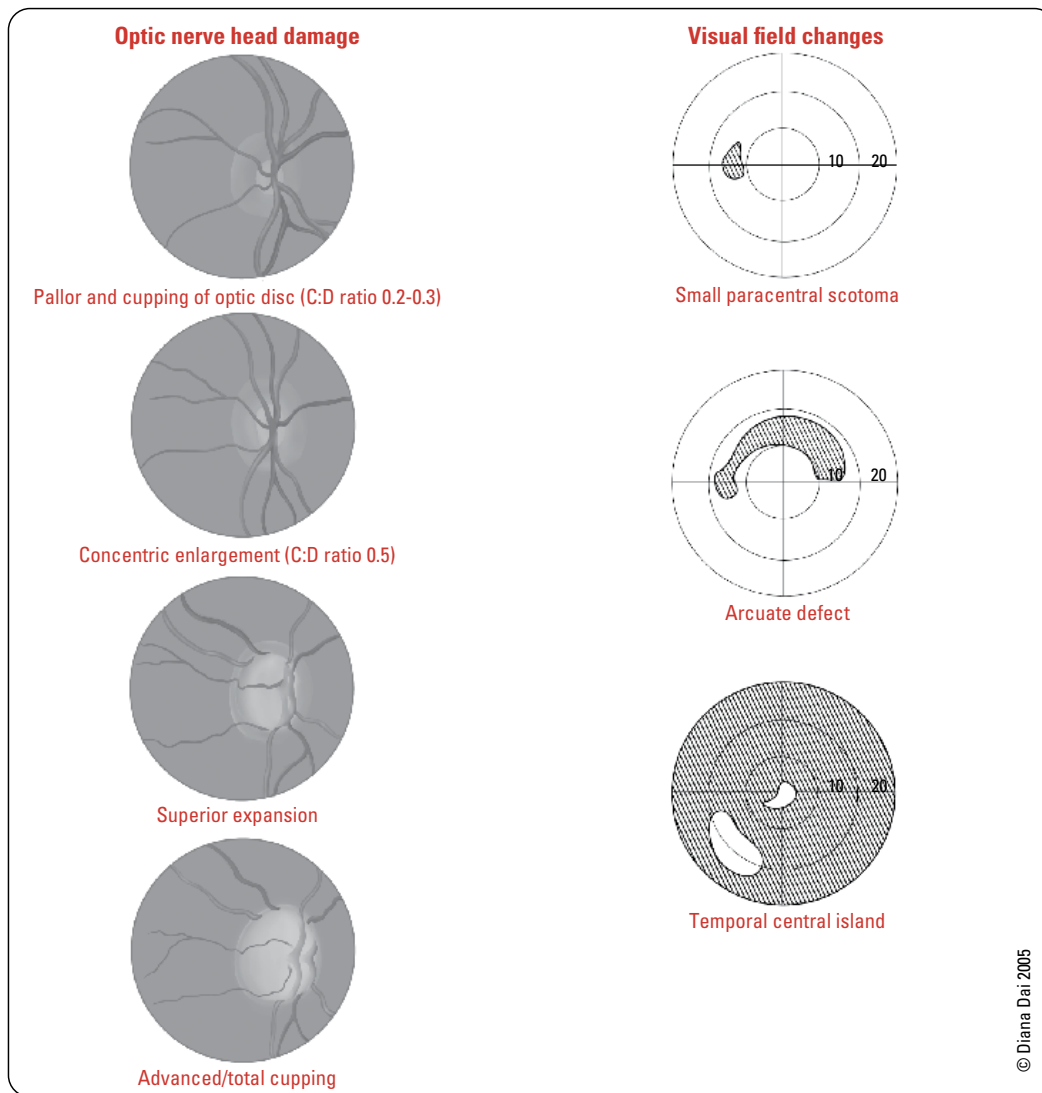 Optic nerve head damage
Pallor and cupping of optic disc (C:D ratio 0.2-0.3)
Concentric enlargement (C:D ratio 0.5)
Superior expansion
Advanced/total cupping
Visual field changes
10 20
Small paracentral scotoma
10 20
Arcuate defect
10 20
Temporal central island
© Diana Dai 2005